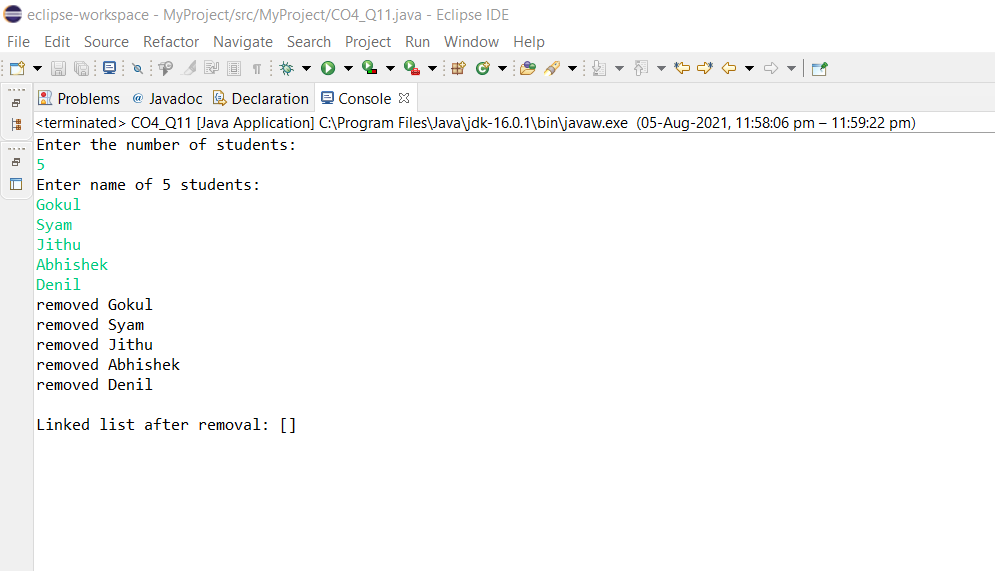 eclipse-workspace - MyProject/src/MyProject/CO4_Q11.java - Eclipse IDE
File Edit Source Refactor Navigate Search Project Run Window Help
Problems @ Javadoc Declaration Console
<terminated> CO4_Q11 [Java Application] C:\Program Files\Java\jdk-16.0.1\bin\javaw.exe (05-Aug-2021, 11:58:06 pm – 11:59:22 pm)
Enter the number of students:
5
Enter name of 5 students:
Gokul
Syam
Jithu
Abhishek
Denil
removed Gokul
removed Syam
removed Jithu
removed Abhishek
removed Denil
Linked list after removal: []